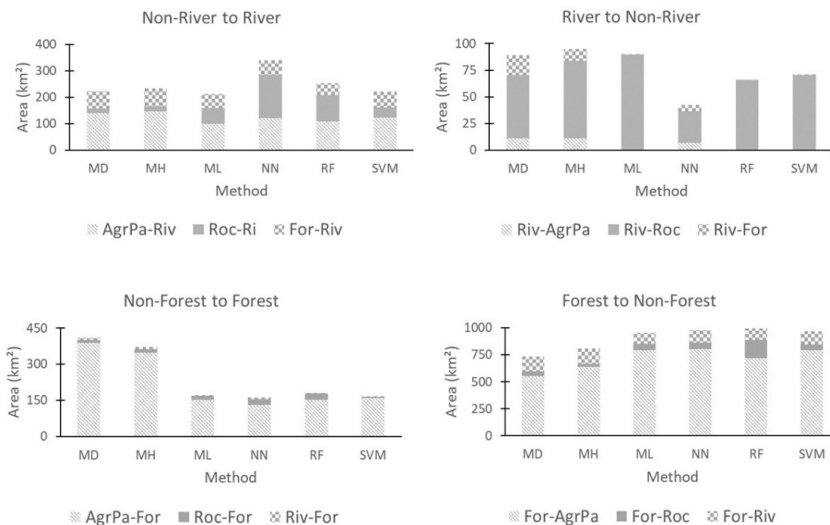 Non-River to River
400
300
200
100
0
Area (km²)
MD MH ML NN RF SVM
Method
AgrPa-Riv Roc-Ri For-Riv
River to Non-River
100
75
50
25
0
Area (km²)
MD MH ML NN RF SVM
Method
Riv-AgrPa Riv-Roc Riv-For
Non-Forest to Forest
450
300
150
0
Area (km²)
MD MH ML NN RF SVM
Method
AgrPa-For Roc-For Riv-For
Forest to Non-Forest
1000
750
500
250
0
Area (km²)
MD MH ML NN RF SVM
Method
For-AgrPa For-Roc For-Riv